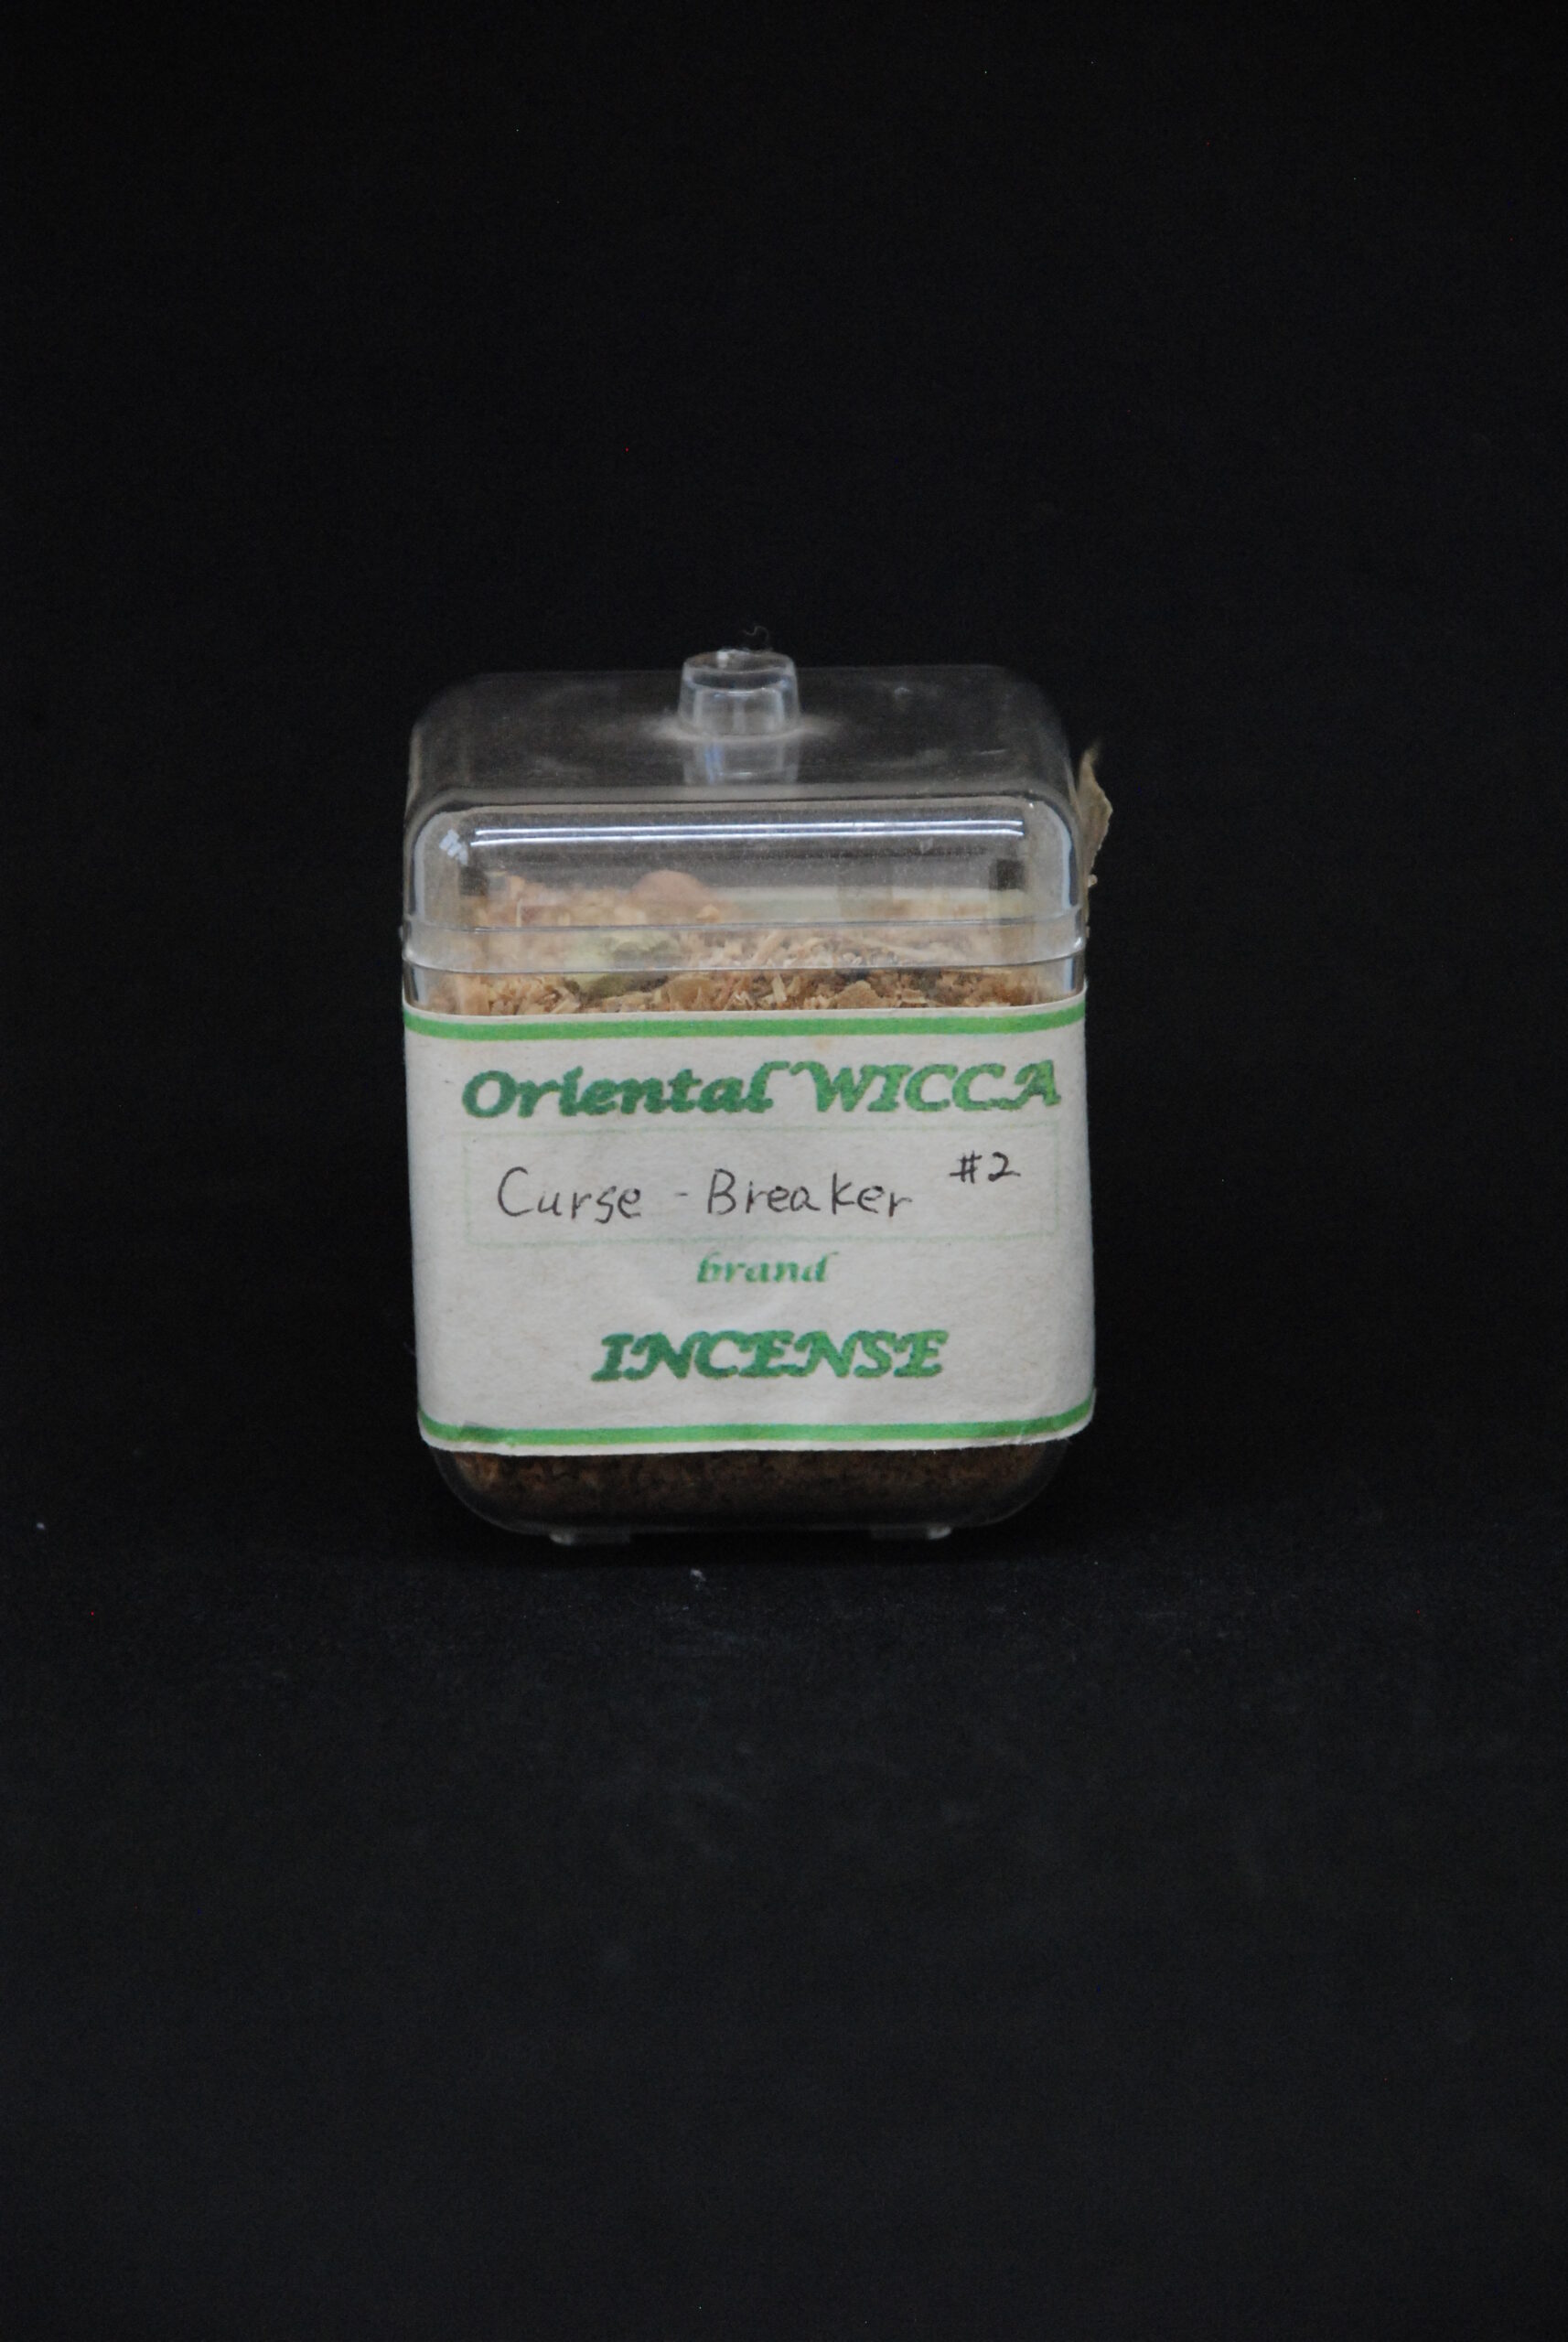 Oriental WICCA
Curse - Breaker #2
brand
INCENSE